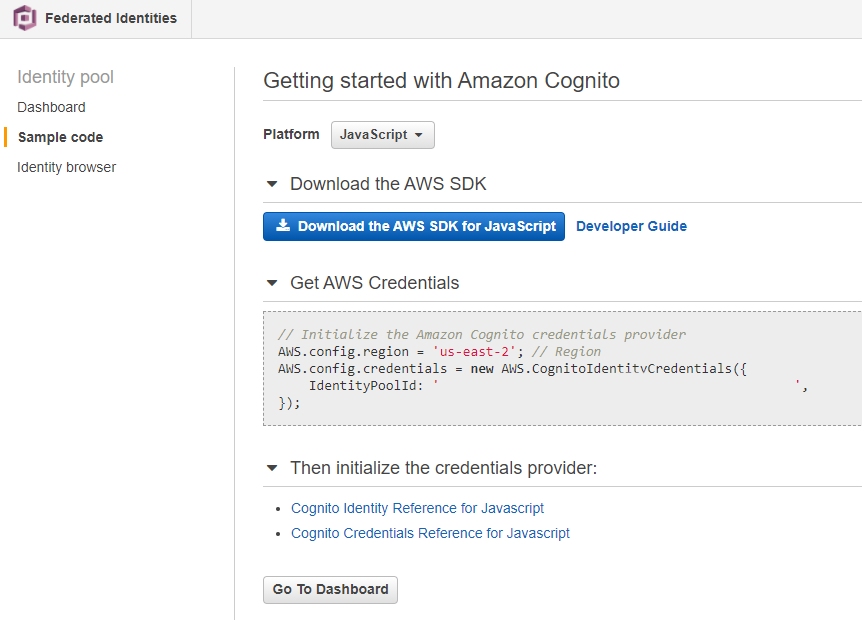 Federated Identities
Identity pool
Dashboard
Sample code
Identity browser
Getting started with Amazon Cognito
Platform JavaScript
Download the AWS SDK
Download the AWS SDK for JavaScript Developer Guide
Get AWS Credentials
// Initialize the Amazon Cognito credentials provider
AWS.config.region = 'us-east-2'; // Region
AWS.config.credentials = new AWS.CognitoIdentityCredentials({
IdentityPoolId: ' ',
});
Then initialize the credentials provider:
• Cognito Identity Reference for Javascript
• Cognito Credentials Reference for Javascript
Go To Dashboard